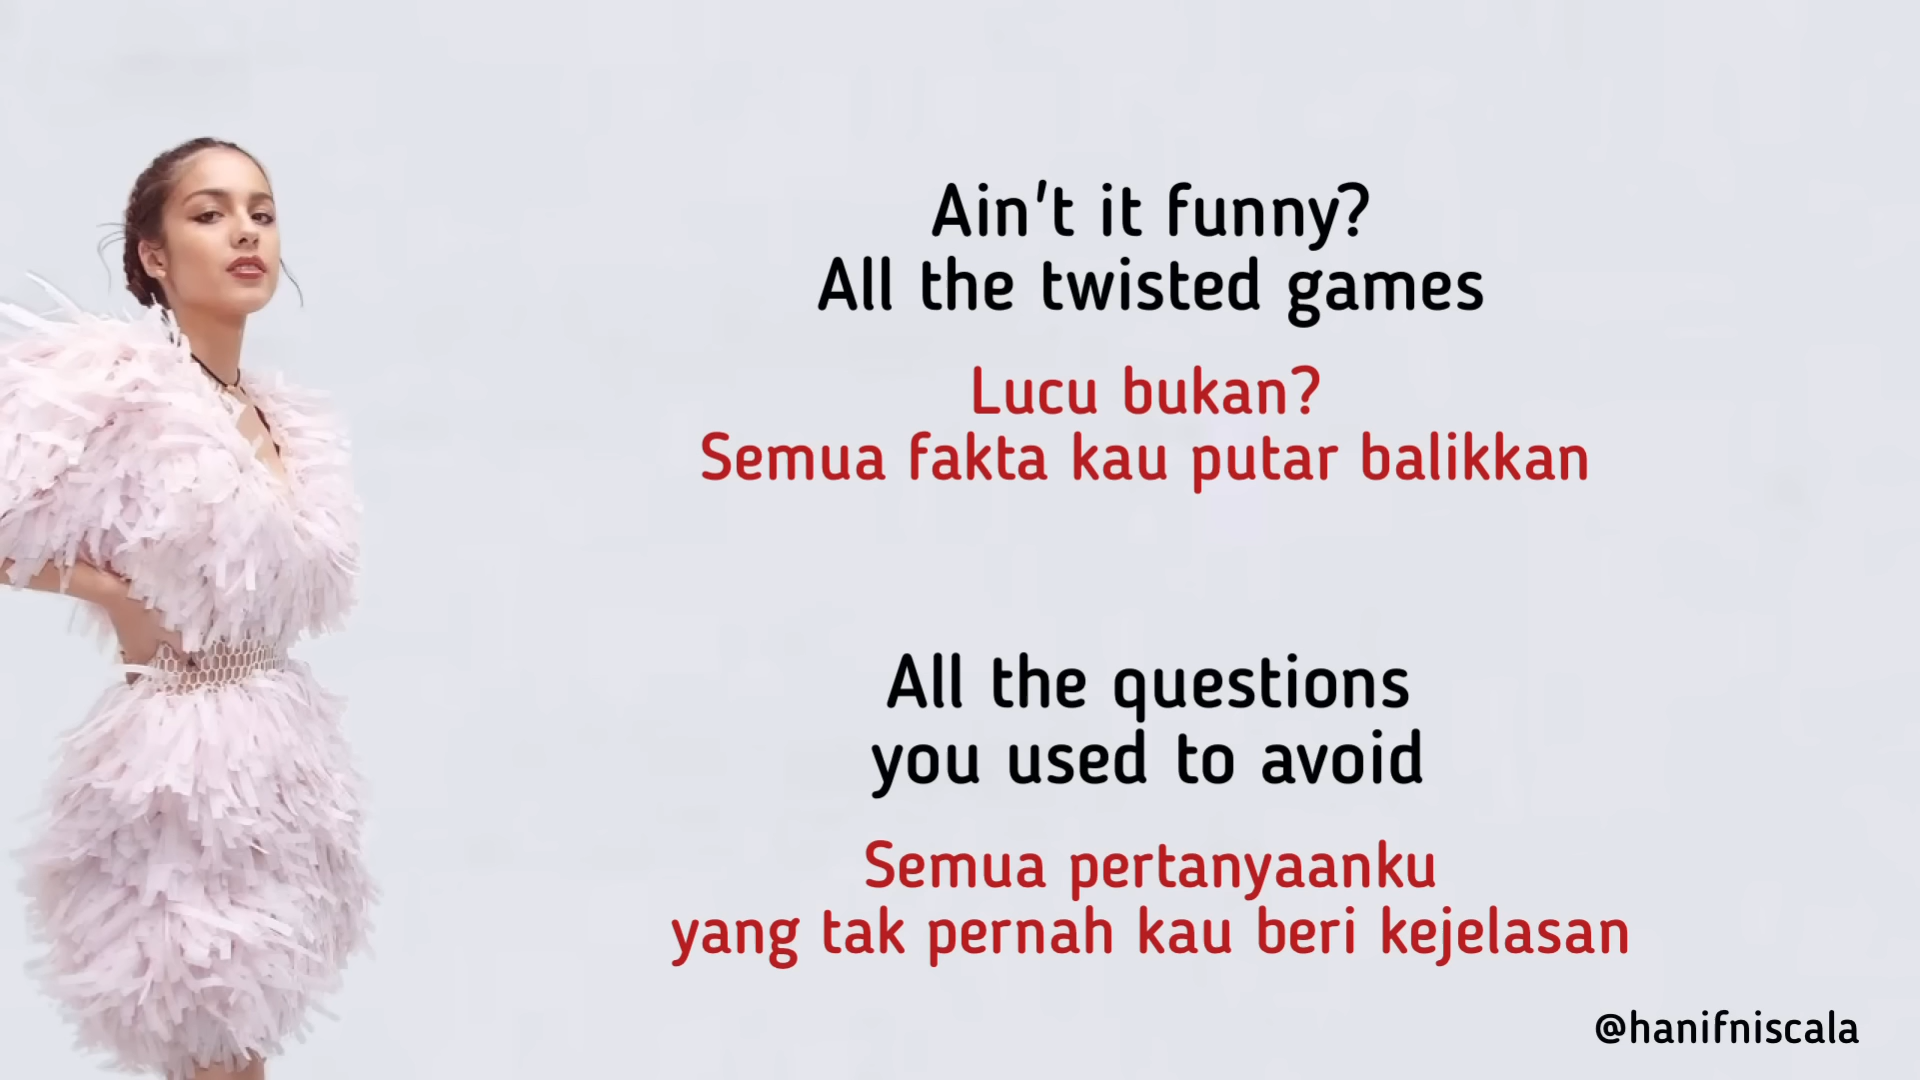 Ain't it funny?
All the twisted games
Lucu bukan?
Semua fakta kau putar balikkan
All the questions
you used to avoid
Semua pertanyaanku
yang tak pernah kau beri kejelasan
@hanifniscala